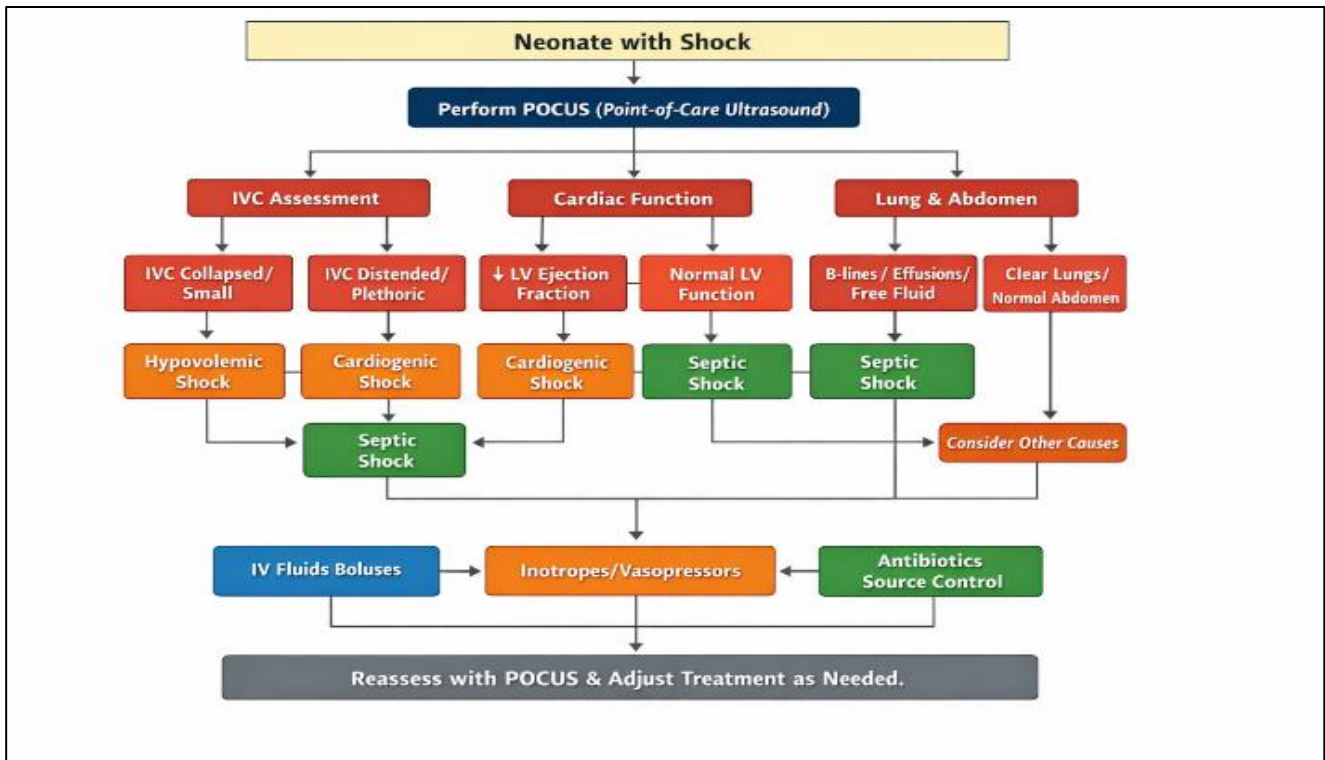 Neonate with Shock
Perform POCUS (Point-of-Care Ultrasound)
IVC Assessment
Cardiac Function
Lung & Abdomen
IVC Collapsed/
Small
IVC Distended/
Plethoric
↓ LV Ejection
Fraction
Normal LV
Function
B-lines / Effusions/
Free Fluid
Clear Lungs/
Normal Abdomen
Hypovolemic
Shock
Cardiogenic
Shock
Cardiogenic
Shock
Septic
Shock
Septic
Shock
Septic
Shock
Consider Other Causes
IV Fluids Boluses
Inotropes/Vasopressors
Antibiotics
Source Control
Reassess with POCUS & Adjust Treatment as Needed.